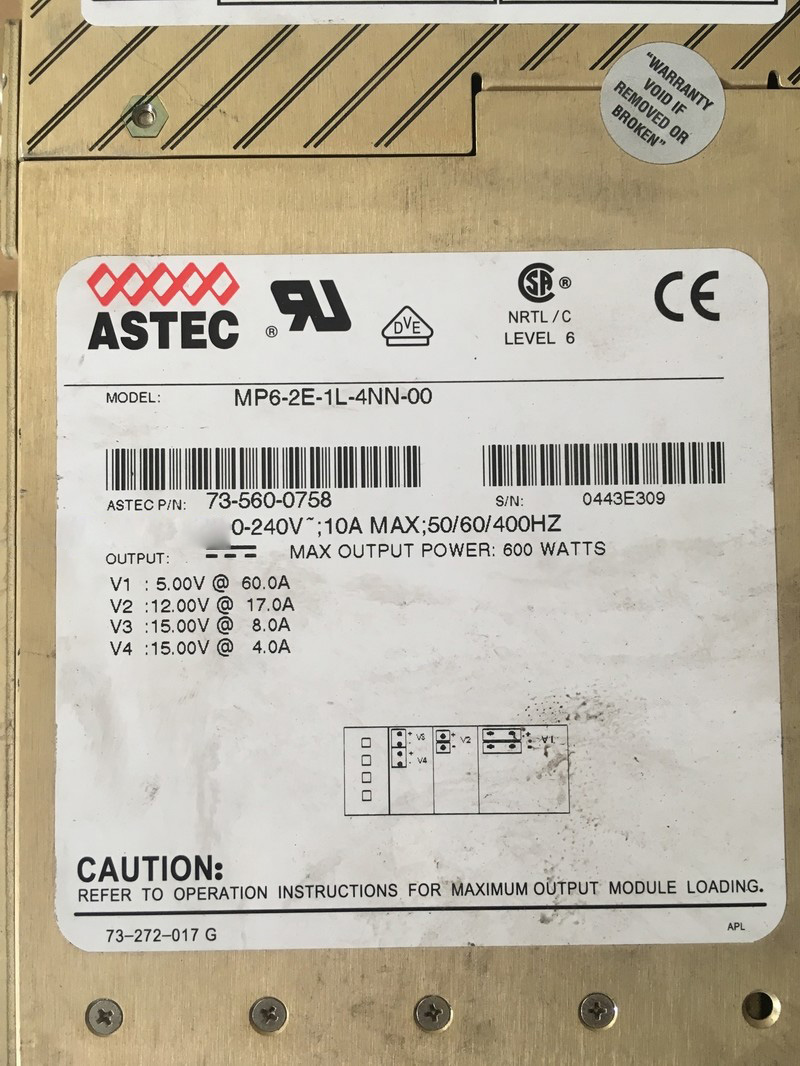 "WARRANTY
VOID IF
REMOVED OR
BROKEN"
ASTEC
®
DVE
SA ®
NRTL/C
LEVEL 6
CE
MODEL: MP6-2E-1L-4NN-00
ASTEC P/N: 73-560-0758
S/N: 0443E309
0-240V~;10A MAX;50/60/400HZ
OUTPUT: MAX OUTPUT POWER: 600 WATTS
V1 : 5.00V @ 60.0A
V2 :12.00V @ 17.0A
V3 :15.00V @ 8.0A
V4 :15.00V @ 4.0A
+ V3
-
+ V4
-
+ V2
-
+ V1
-
CAUTION:
REFER TO OPERATION INSTRUCTIONS FOR MAXIMUM OUTPUT MODULE LOADING.
73-272-017 G
APL